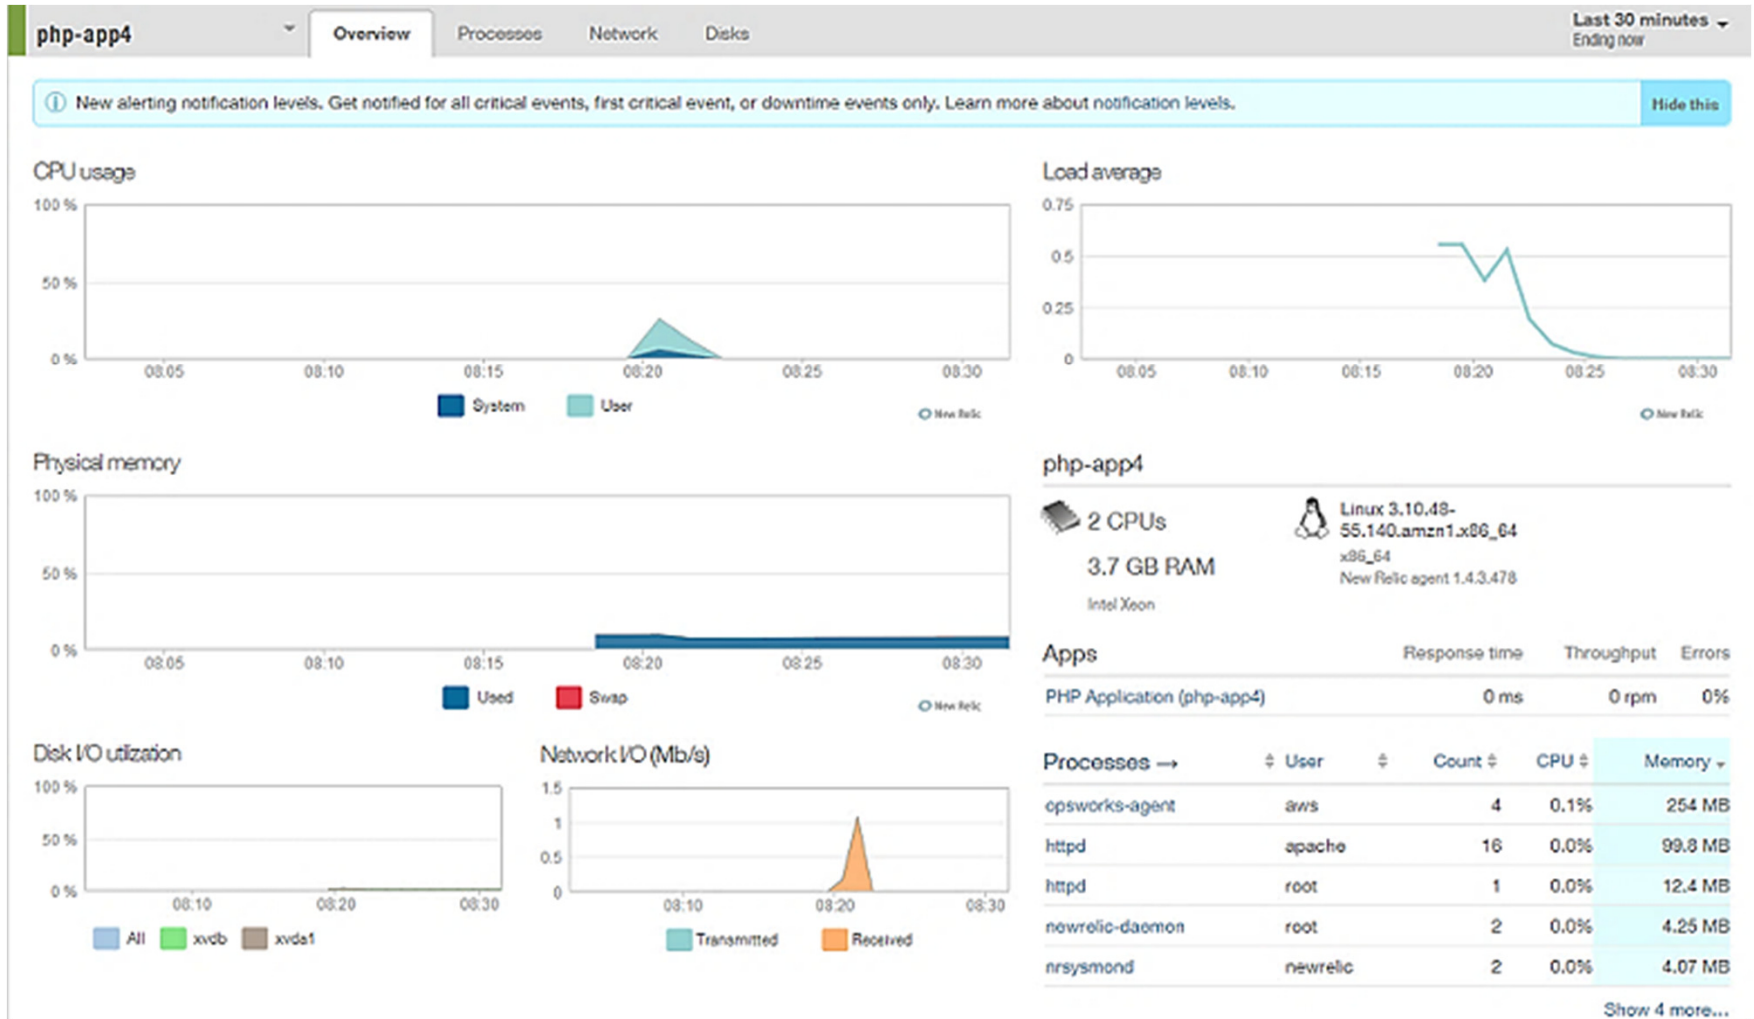 php-app4
Overview
Processes
Network
Disks
Last 30 minutes
Ending now
New alerting notification levels. Get notified for all critical events, first critical event, or downtime events only. Learn more about notification levels.
Hide this
CPU usage
100 %
50 %
0 %
08:05 08:10 08:15 08:20 08:25 08:30
System User
New Relic
Load average
0.75
0.5
0.25
0
08:05 08:10 08:15 08:20 08:25 08:30
New Relic
Physical memory
100 %
50 %
0 %
08:05 08:10 08:15 08:20 08:25 08:30
Used Swap
New Relic
php-app4
2 CPUs
3.7 GB RAM
Intel Xeon
Linux 3.10.48-
55.140.amzn1.x86_64
x86_64
New Relic agent 1.4.3.478
Apps Response time Throughput Errors
PHP Application (php-app4) 0 ms 0 rpm 0%
Disk I/O utilization
100 %
50 %
0 %
08:10 08:20 08:30
All xvdb xvda1
Network I/O (Mb/s)
1.5
1
0.5
0
08:10 08:20 08:30
Transmitted Received
Processes → User Count CPU Memory
opsworks-agent aws 4 0.1% 254 MB
httpd apache 16 0.0% 99.8 MB
httpd root 1 0.0% 12.4 MB
newrelic-daemon root 2 0.0% 4.25 MB
nrsysmond newrelic 2 0.0% 4.07 MB
Show 4 more...